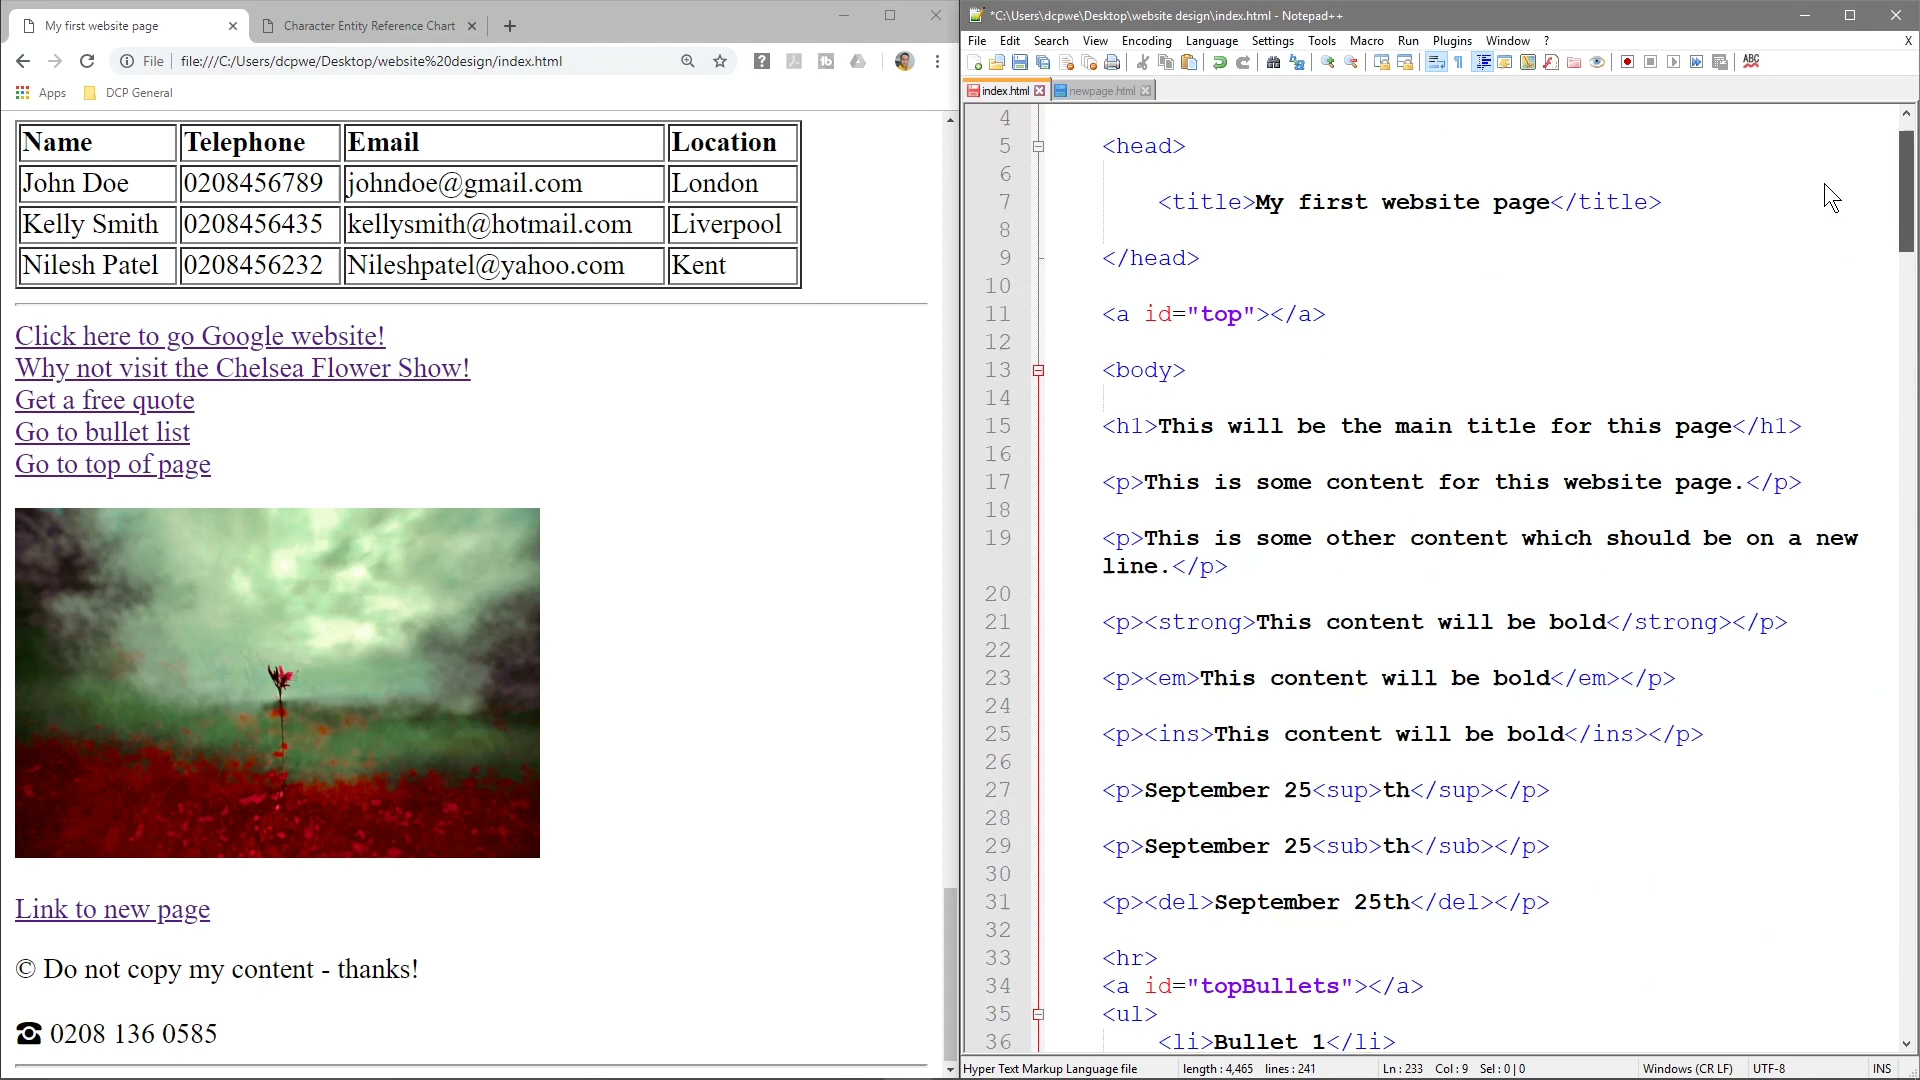 My first website page
Character Entity Reference Chart
File
file:///C:/Users/dcpwe/Desktop/website%20design/index.html
Apps
DCP General
Name Telephone Email Location
John Doe 0208456789 johndoe@gmail.com London
Kelly Smith 0208456435 kellysmith@hotmail.com Liverpool
Nilesh Patel 0208456232 Nileshpatel@yahoo.com Kent
Click here to go Google website!
Why not visit the Chelsea Flower Show!
Get a free quote
Go to bullet list
Go to top of page
Link to new page
© Do not copy my content - thanks!
☎ 0208 136 0585
*C:\Users\dcpwe\Desktop\website design\index.html - Notepad++
File Edit Search View Encoding Language Settings Tools Macro Run Plugins Window ? X
ABC
index.html newpage.html
4
5 <head>
6
7 <title>My first website page</title>
8
9 </head>
10
11 <a id="top"></a>
12
13 <body>
14
15 <h1>This will be the main title for this page</h1>
16
17 <p>This is some content for this website page.</p>
18
19 <p>This is some other content which should be on a new
line.</p>
20
21 <p><strong>This content will be bold</strong></p>
22
23 <p><em>This content will be bold</em></p>
24
25 <p><ins>This content will be bold</ins></p>
26
27 <p>September 25<sup>th</sup></p>
28
29 <p>September 25<sub>th</sub></p>
30
31 <p><del>September 25th</del></p>
32
33 <hr>
34 <a id="topBullets"></a>
35 <ul>
36 <li>Bullet 1</li>
Hyper Text Markup Language file length : 4,465 lines : 241 Ln : 233 Col : 9 Sel : 0 | 0 Windows (CR LF) UTF-8 INS